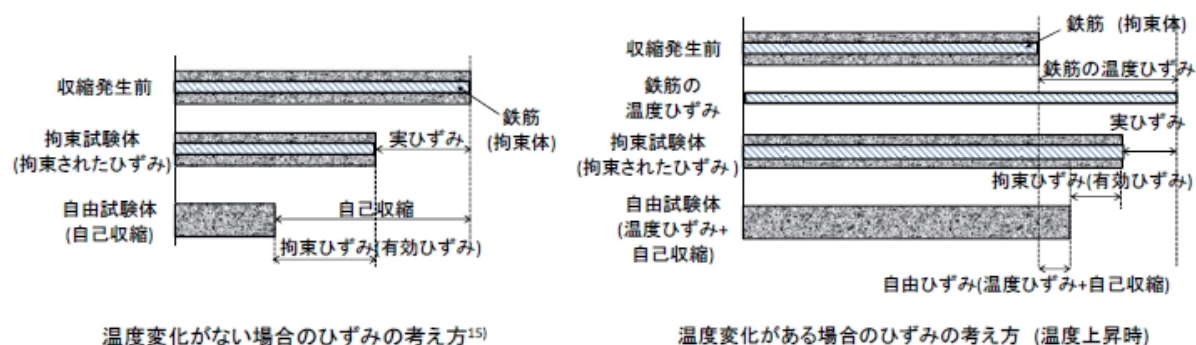 収縮発生前
鉄筋
(拘束体)
拘束試験体
(拘束されたひずみ)
実ひずみ
自由試験体
(自己収縮)
自己収縮
拘束ひずみ(有効ひずみ)
温度変化がない場合のひずみの考え方15)
鉄筋 (拘束体)
収縮発生前
鉄筋の温度ひずみ
鉄筋の
温度ひずみ
実ひずみ
拘束試験体
(拘束されたひずみ)
拘束ひずみ(有効ひずみ)
自由試験体
(温度ひずみ+
自己収縮)
自由ひずみ(温度ひずみ+自己収縮)
温度変化がある場合のひずみの考え方 (温度上昇時)